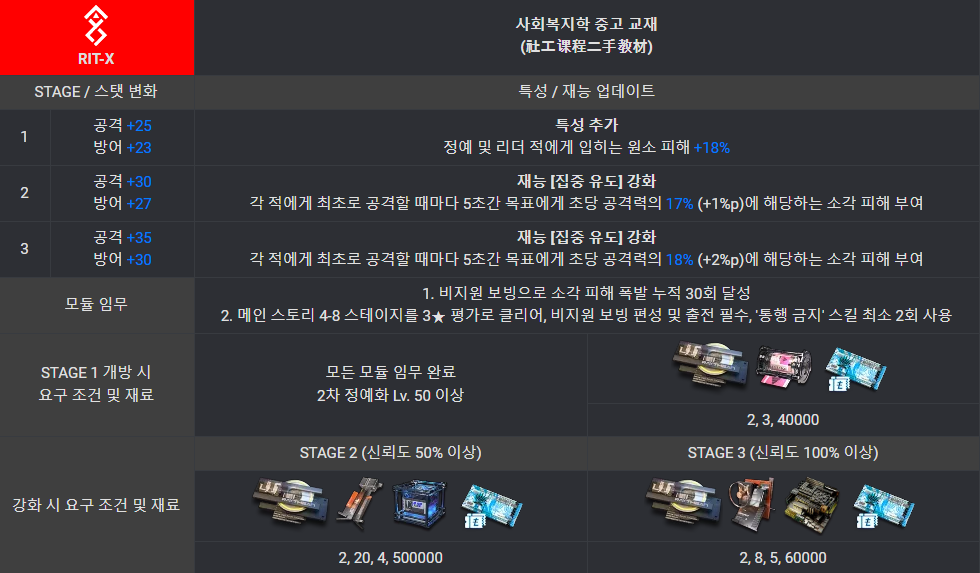 RIT-X
사회복지학 중고 교재
(社工课程二手教材)
STAGE / 스탯 변화
특성 / 재능 업데이트
1
공격 +25
방어 +23
특성 추가
정예 및 리더 적에게 입히는 원소 피해 +18%
2
공격 +30
방어 +27
재능 [집중 유도] 강화
각 적에게 최초로 공격할 때마다 5초간 목표에게 초당 공격력의 17% (+1%p)에 해당하는 소각 피해 부여
3
공격 +35
방어 +30
재능 [집중 유도] 강화
각 적에게 최초로 공격할 때마다 5초간 목표에게 초당 공격력의 18% (+2%p)에 해당하는 소각 피해 부여
모듈 임무
1. 비지원 보빙으로 소각 피해 폭발 누적 30회 달성
2. 메인 스토리 4-8 스테이지를 3★ 평가로 클리어, 비지원 보빙 편성 및 출전 필수, '통행 금지' 스킬 최소 2회 사용
STAGE 1 개방 시
요구 조건 및 재료
모든 모듈 임무 완료
2차 정예화 Lv. 50 이상
2, 3, 40000
강화 시 요구 조건 및 재료
STAGE 2 (신뢰도 50% 이상)
STAGE 3 (신뢰도 100% 이상)
2, 20, 4, 500000
2, 8, 5, 60000